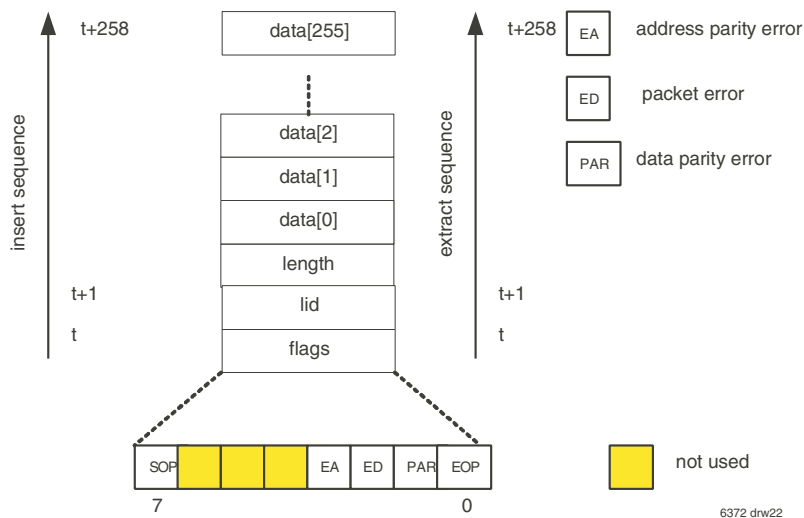 t+258
data[255]
t+258
EA
address parity error
ED
packet error
PAR
data parity error
insert sequence
extract sequence
data[2]
data[1]
data[0]
length
t+1
lid
t+1
t
flags
t
SOP
EA
ED
PAR
EOP
not used
7
0
6372 drw22